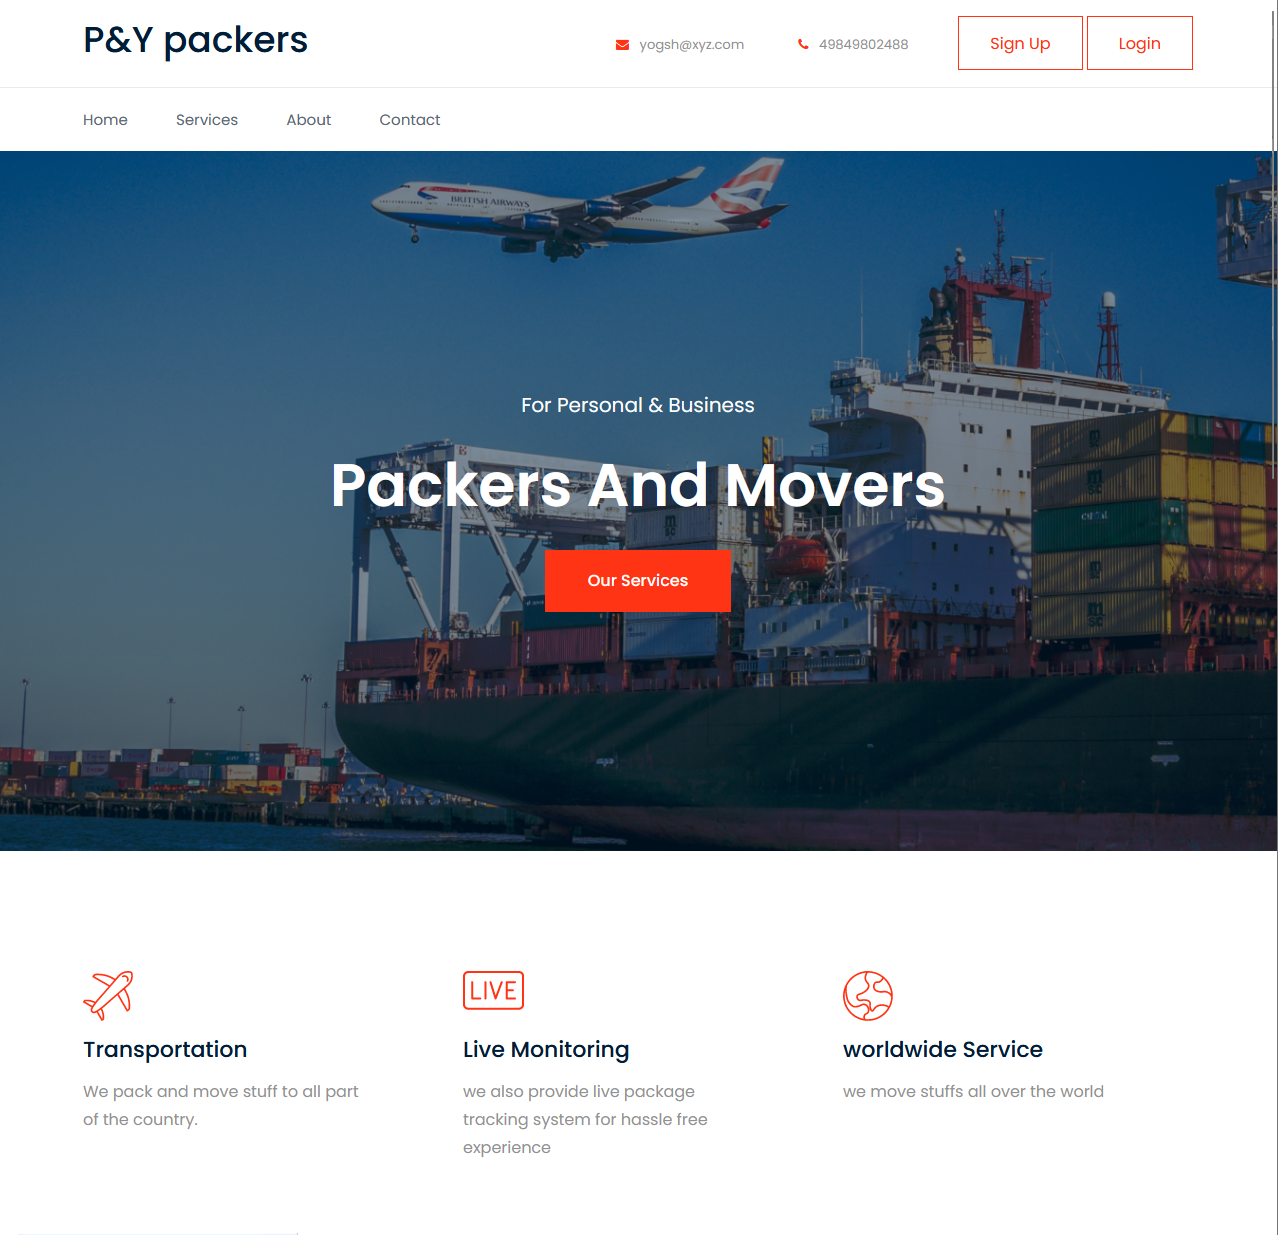 P&Y packers
yogsh@xyz.com
49849802488
Sign Up
Login
Home
Services
About
Contact
BRITISH AIRWAYS
For Personal & Business
Packers And Movers
Our Services
LIVE
Transportation
We pack and move stuff to all part
of the country.
Live Monitoring
we also provide live package
tracking system for hassle free
experience
worldwide Service
we move stuffs all over the world